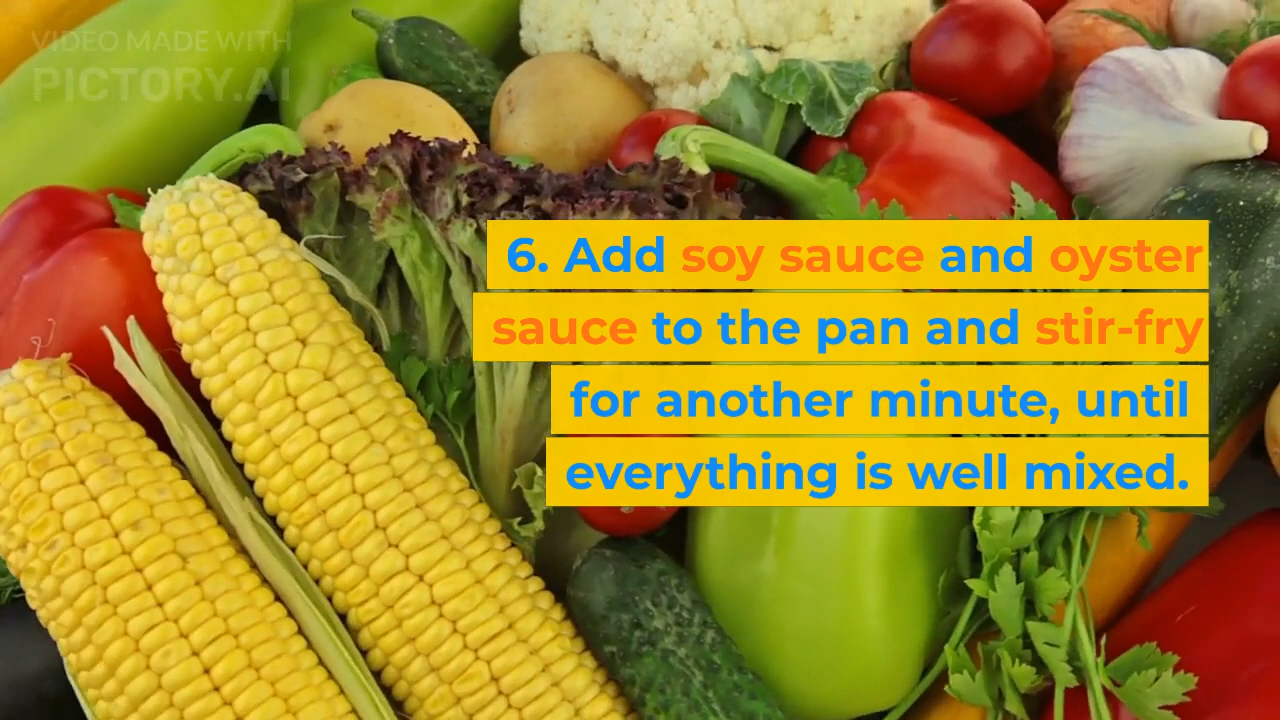 VIDEO MADE WITH
PICTORY.AI
6. Add soy sauce and oyster
sauce to the pan and stir-fry
for another minute, until
everything is well mixed.